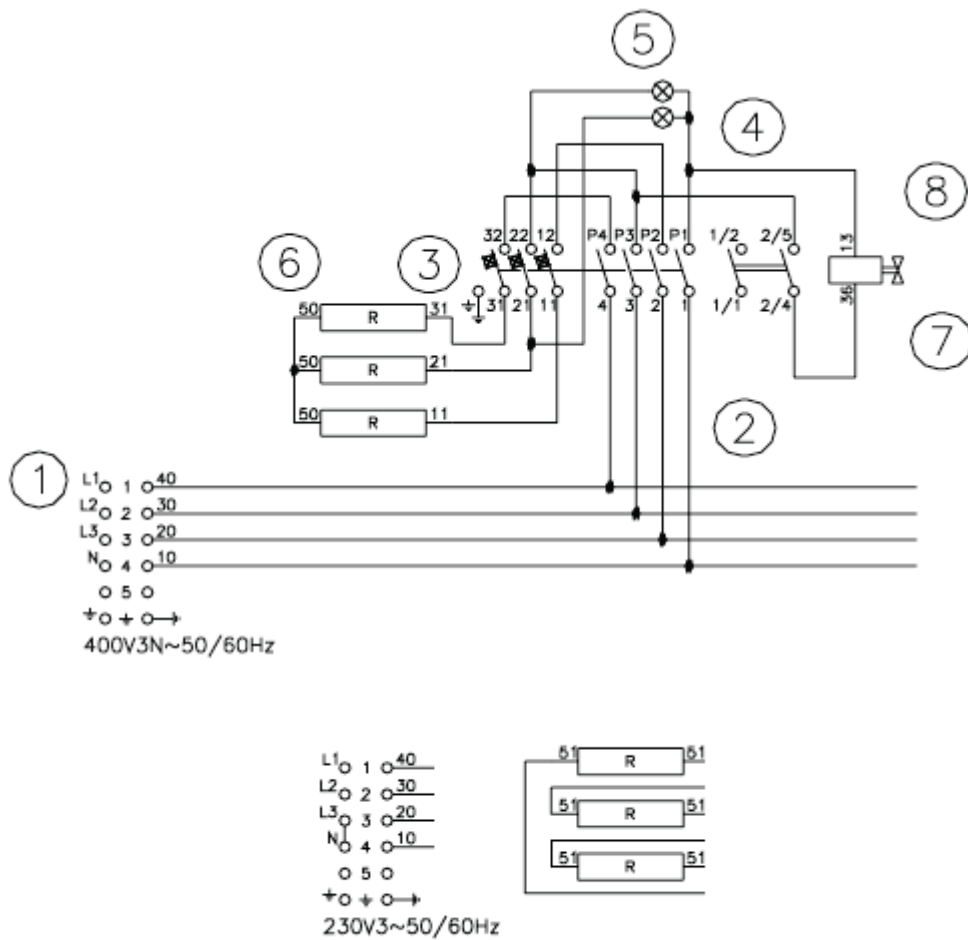 5
4
8
32 22 12 P4 P3 P2 P1 1/2 2/5 13
6 3
31 21 11 4 3 2 1 1/1 2/4 36
50 R 31
7
50 R 21
50 R 11
2
1
L1 1 40
L2 2 30
L3 3 20
N 4 10
5
400V3N~50/60Hz
L1 1 40
L2 2 30
L3 3 20
N 4 10
5
230V3~50/60Hz
51 R 51
51 R 51
51 R 51